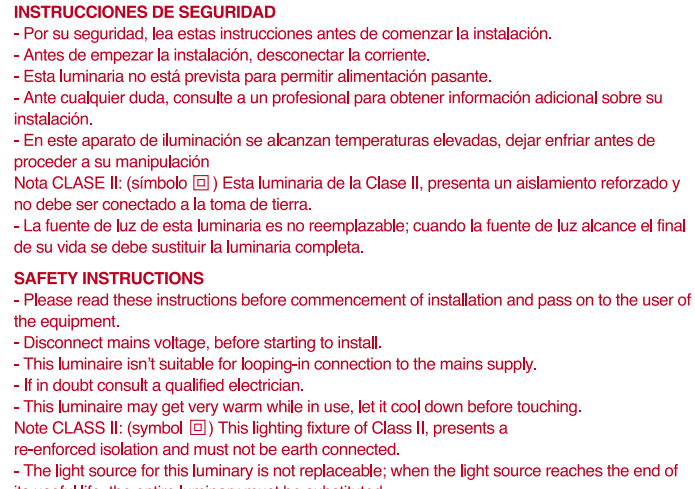 INSTRUCCIONES DE SEGURIDAD
- Por su seguridad, lea estas instrucciones antes de comenzar la instalación.
- Antes de empezar la instalación, desconectar la corriente.
- Esta luminaria no está prevista para permitir alimentación pasante.
- Ante cualquier duda, consulte a un profesional para obtener información adicional sobre su
instalación.
- En este aparato de iluminación se alcanzan temperaturas elevadas, dejar enfriar antes de
proceder a su manipulación
Nota CLASE II: (símbolo ) Esta luminaria de la Clase II, presenta un aislamiento reforzado y
no debe ser conectado a la toma de tierra.
- La fuente de luz de esta luminaria es no reemplazable; cuando la fuente de luz alcance el final
de su vida se debe sustituir la luminaria completa.
SAFETY INSTRUCTIONS
- Please read these instructions before commencement of installation and pass on to the user of
the equipment.
- Disconnect mains voltage, before starting to install.
- This luminaire isn't suitable for looping-in connection to the mains supply.
- If in doubt consult a qualified electrician.
- This luminaire may get very warm while in use, let it cool down before touching.
Note CLASS II: (symbol ) This lighting fixture of Class II, presents a
re-enforced isolation and must not be earth connected.
- The light source for this luminary is not replaceable; when the light source reaches the end of
its useful life, the entire luminary must be substituted.